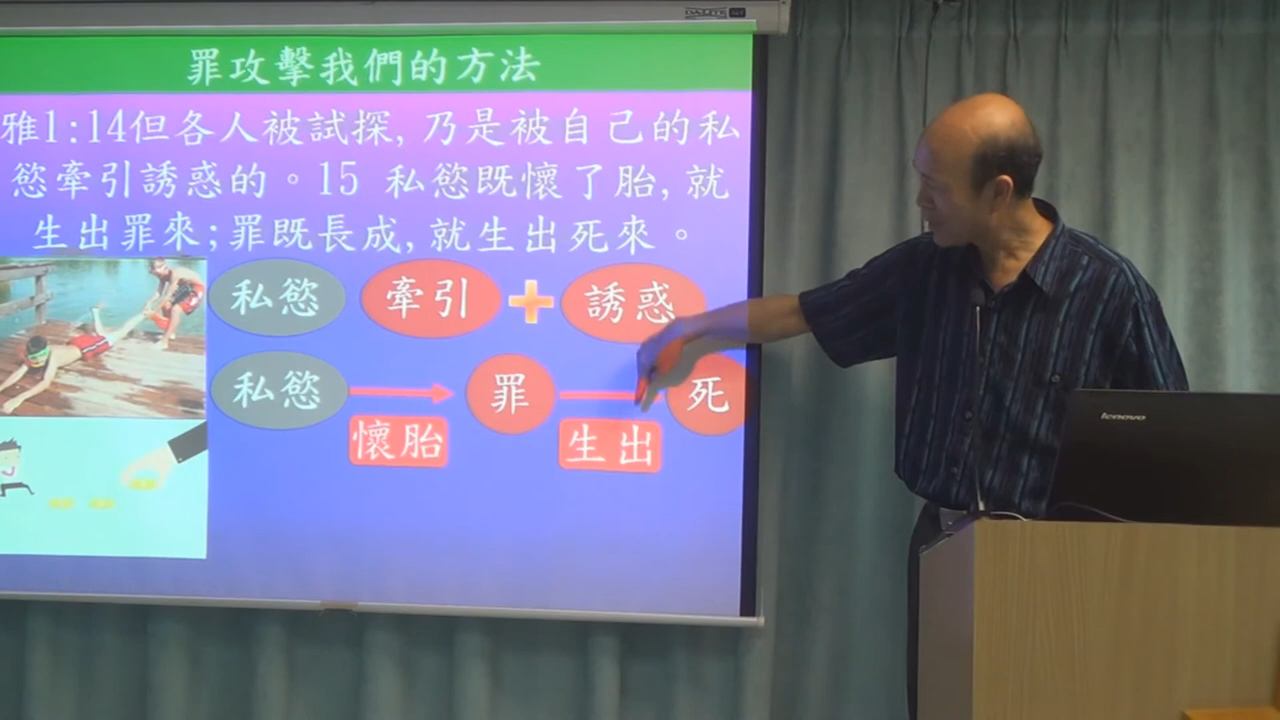 DA-LITE
罪攻擊我們的方法
雅1:14但各人被試探,乃是被自己的私
慾牽引誘惑的。15 私慾既懷了胎,就
生出罪來;罪既長成,就生出死來。
私慾 牽引 + 誘惑
私慾 罪 死
懷胎 生出
lenovo